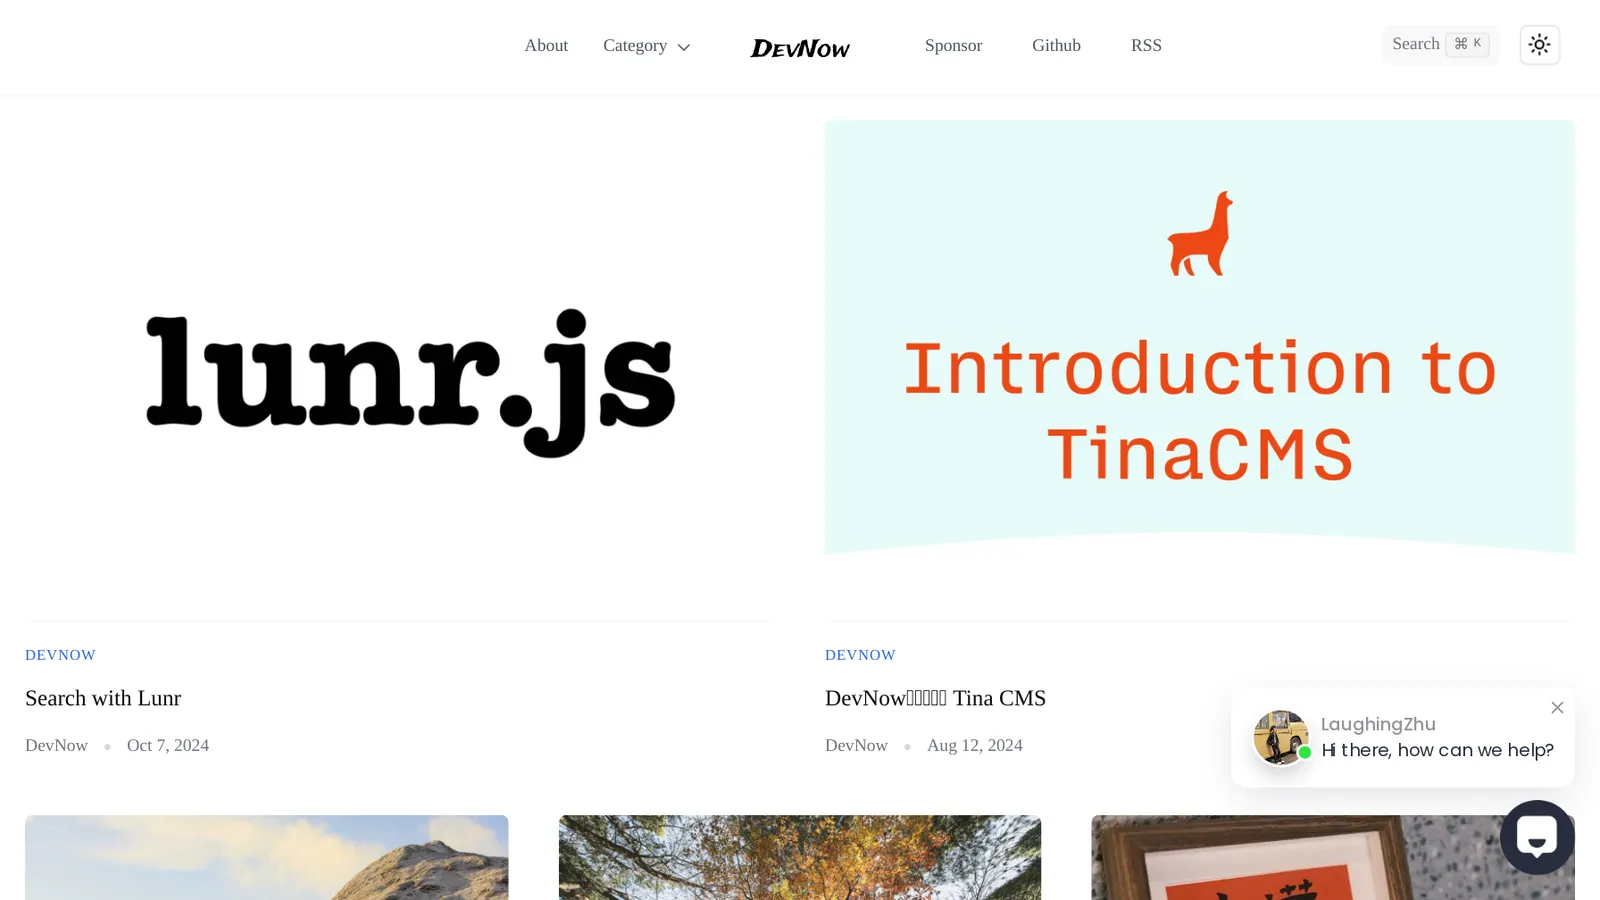 About
Category
DevNow
Sponsor
Github
RSS
Search ⌘ K
lunr.js
Introduction to
TinaCMS
DEVNOW
Search with Lunr
DevNow
Oct 7, 2024
DEVNOW
DevNow Tina CMS
DevNow
Aug 12, 2024
LaughingZhu
Hi there, how can we help?